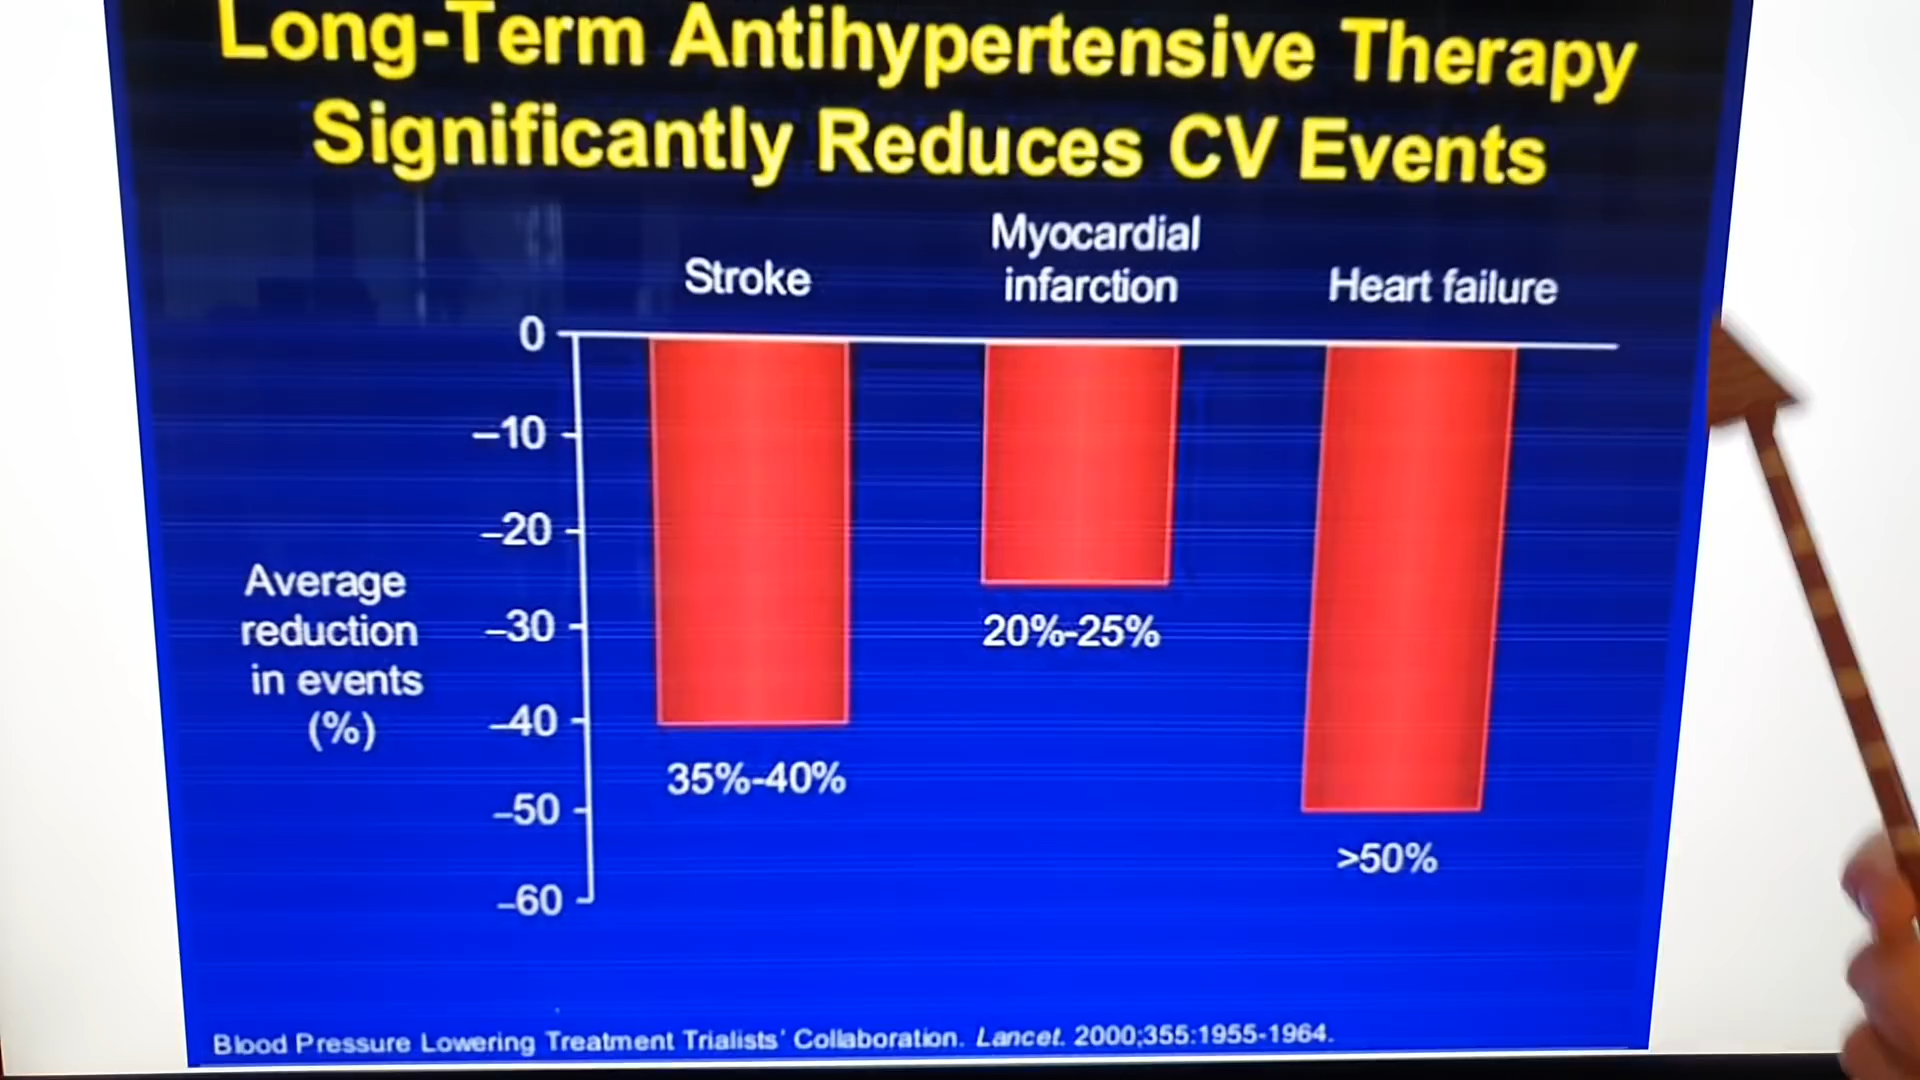 Long-Term Antihypertensive Therapy
Significantly Reduces CV Events
Stroke
Myocardial
infarction
Heart failure
0
–10
–20
–30
–40
–50
–60
Average
reduction
in events
(%)
35%-40%
20%-25%
>50%
Blood Pressure Lowering Treatment Trialists' Collaboration. Lancet. 2000;355:1955-1964.